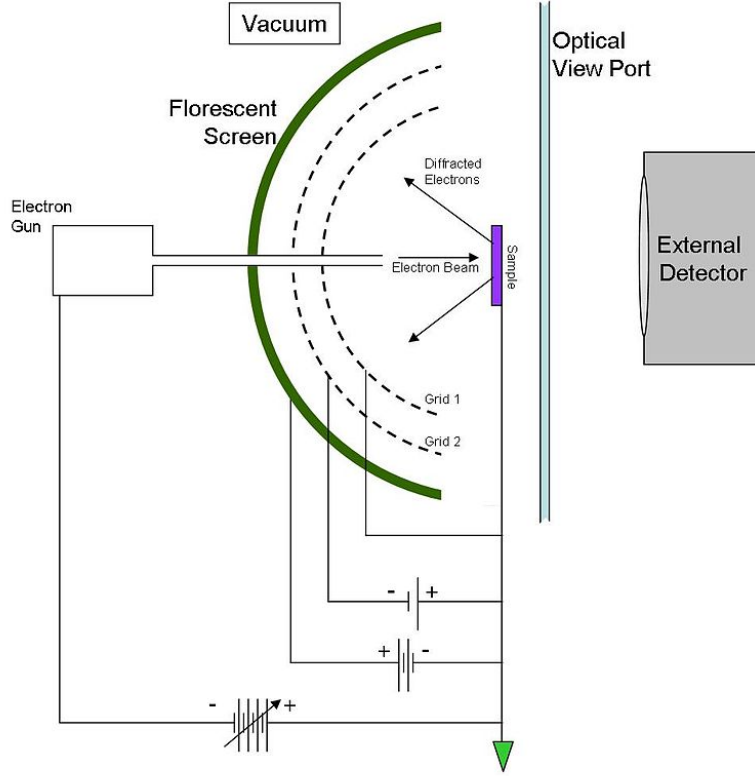 Vacuum
Optical
View Port
Florescent
Screen
Diffracted
Electrons
Electron
Gun
Electron Beam
Sample
External
Detector
Grid 1
Grid 2
- +
+ -
- +